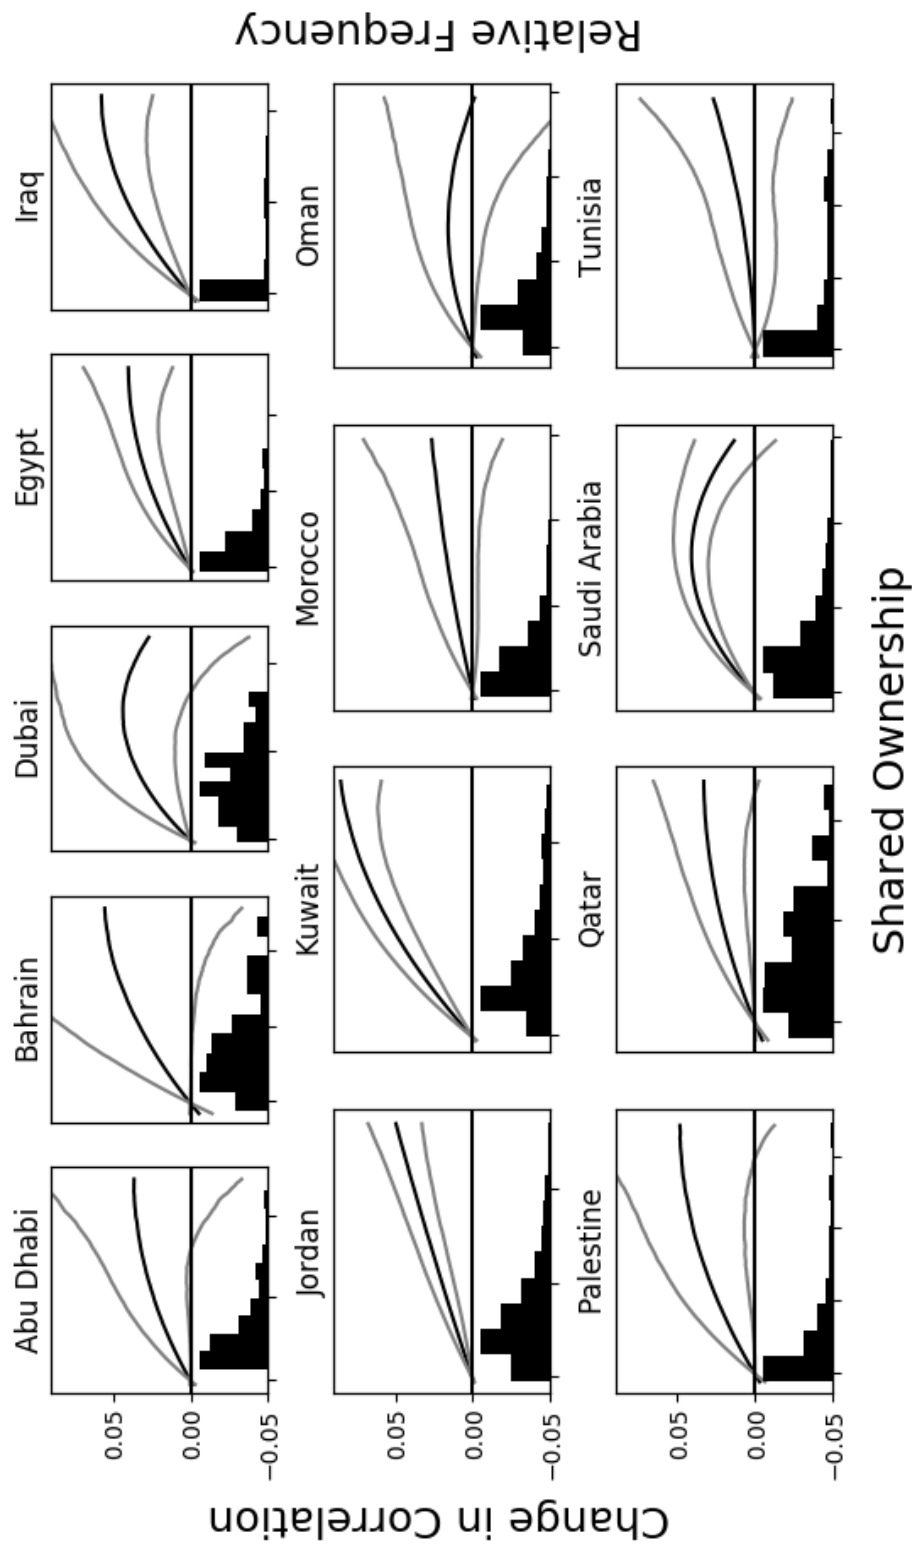 Abu Dhabi
Bahrain
Dubai
Egypt
Iraq
0.05
0.00
−0.05
Jordan
Kuwait
Morocco
Oman
0.05
0.00
−0.05
Palestine
Qatar
Saudi Arabia
Tunisia
0.05
0.00
−0.05
Change in Correlation
Relative Frequency
Shared Ownership